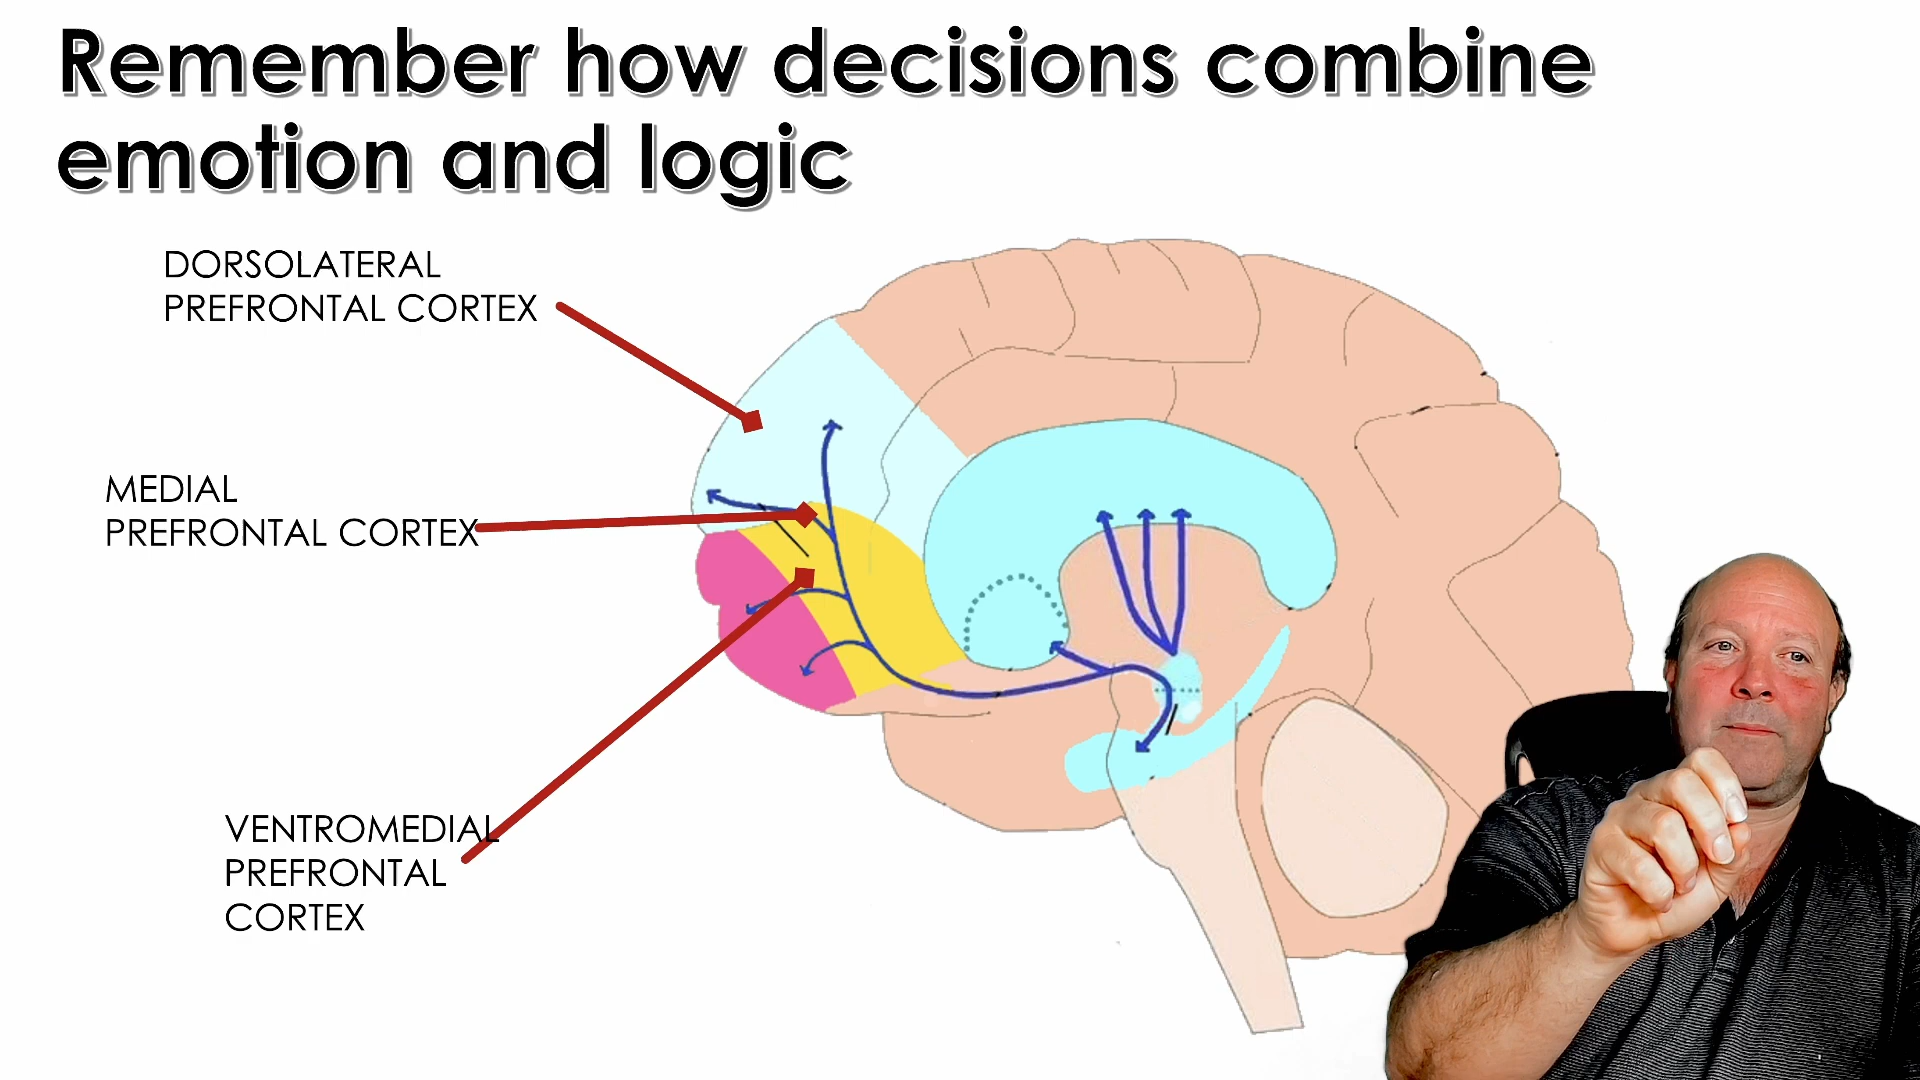 Remember how decisions combine
emotion and logic
DORSOLATERAL
PREFRONTAL CORTEX
MEDIAL
PREFRONTAL CORTEX
VENTROMEDIAL
PREFRONTAL
CORTEX